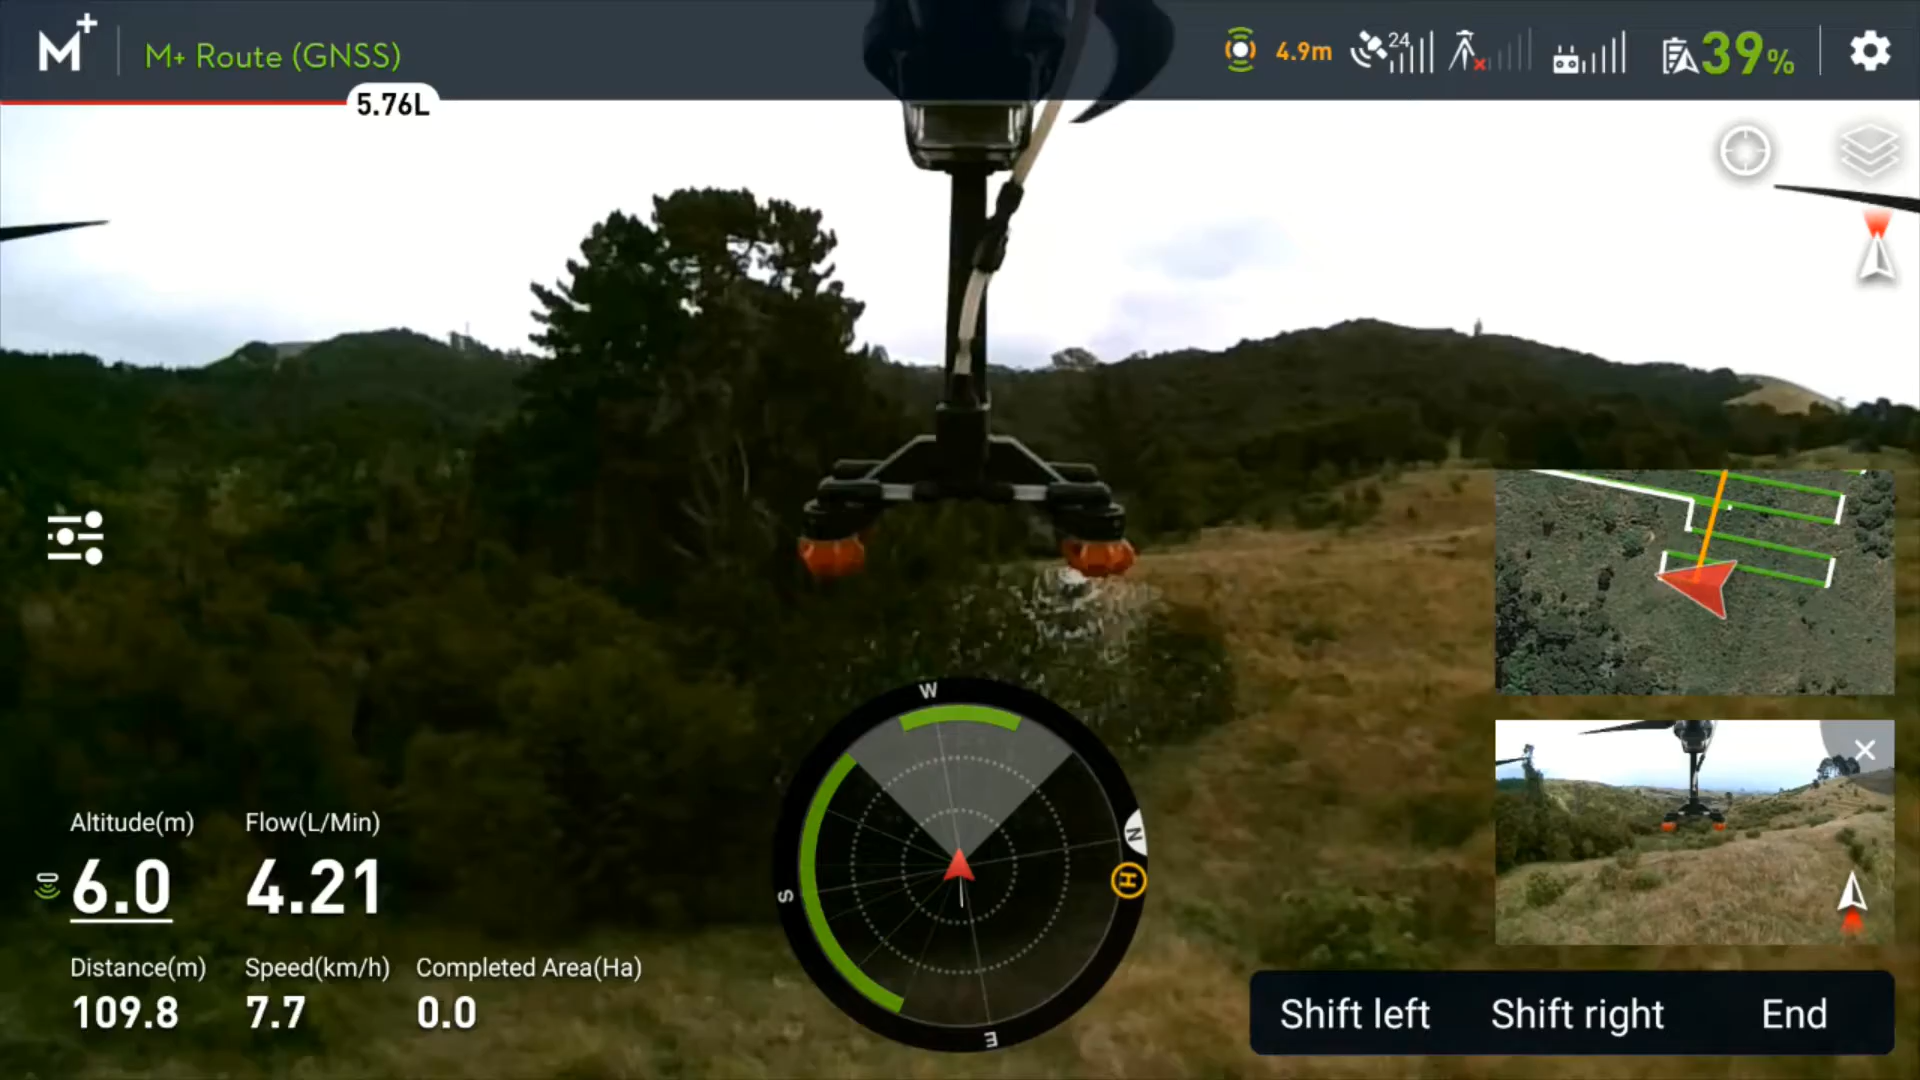 M+
M+ Route (GNSS)
4.9m
24
39%
5.76L
W
N
H
S
E
Altitude(m)
6.0
Flow(L/Min)
4.21
Distance(m)
109.8
Speed(km/h)
7.7
Completed Area(Ha)
0.0
Shift left
Shift right
End